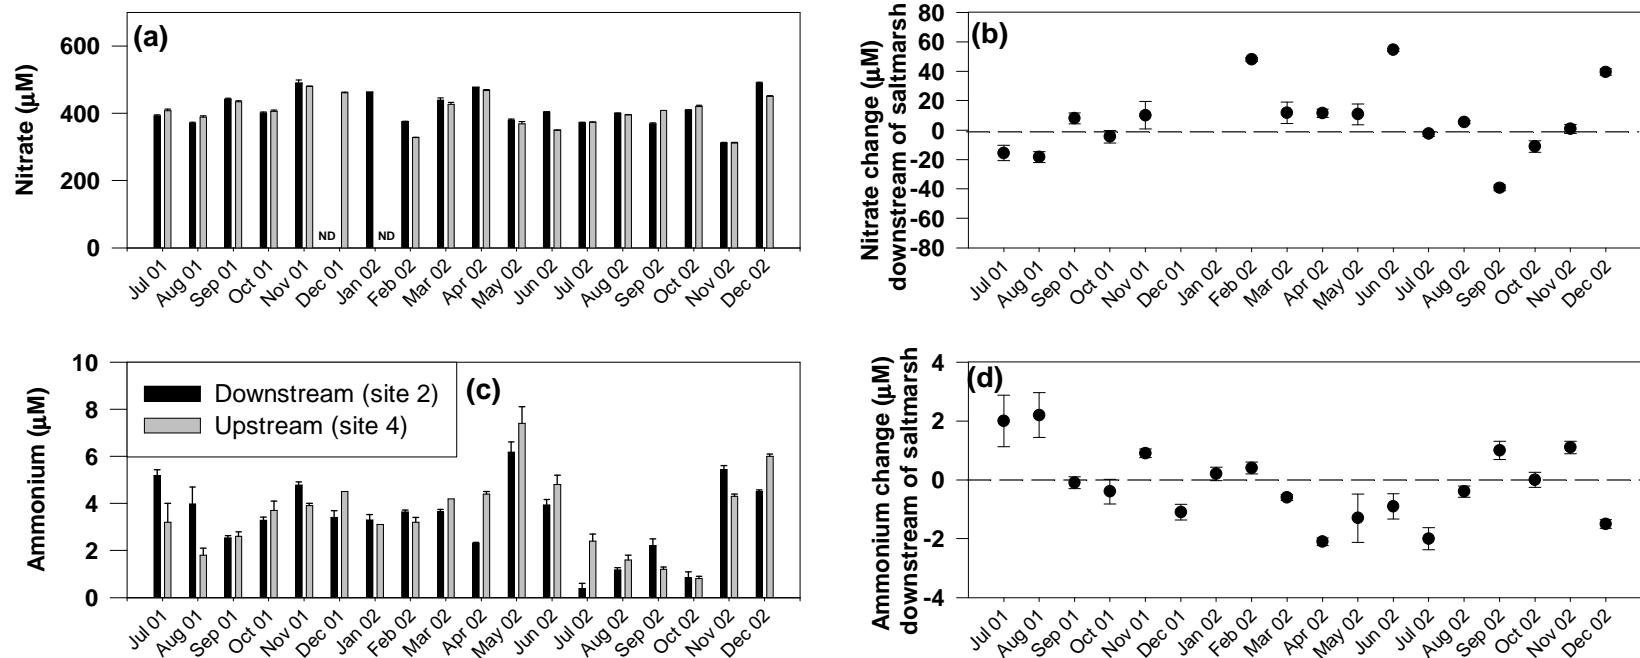 (a)
Nitrate (µM)
600
400
200
0
ND
ND
Jul 01
Aug 01
Sep 01
Oct 01
Nov 01
Dec 01
Jan 02
Feb 02
Mar 02
Apr 02
May 02
Jun 02
Jul 02
Aug 02
Sep 02
Oct 02
Nov 02
Dec 02
(b)
Nitrate change (µM)
downstream of saltmarsh
80
60
40
20
0
-20
-40
-60
-80
Jul 01
Aug 01
Sep 01
Oct 01
Nov 01
Dec 01
Jan 02
Feb 02
Mar 02
Apr 02
May 02
Jun 02
Jul 02
Aug 02
Sep 02
Oct 02
Nov 02
Dec 02
(c)
Ammonium (µM)
10
8
6
4
2
0
Downstream (site 2)
Upstream (site 4)
Jul 01
Aug 01
Sep 01
Oct 01
Nov 01
Dec 01
Jan 02
Feb 02
Mar 02
Apr 02
May 02
Jun 02
Jul 02
Aug 02
Sep 02
Oct 02
Nov 02
Dec 02
(d)
Ammonium change (µM)
downstream of saltmarsh
4
2
0
-2
-4
Jul 01
Aug 01
Sep 01
Oct 01
Nov 01
Dec 01
Jan 02
Feb 02
Mar 02
Apr 02
May 02
Jun 02
Jul 02
Aug 02
Sep 02
Oct 02
Nov 02
Dec 02